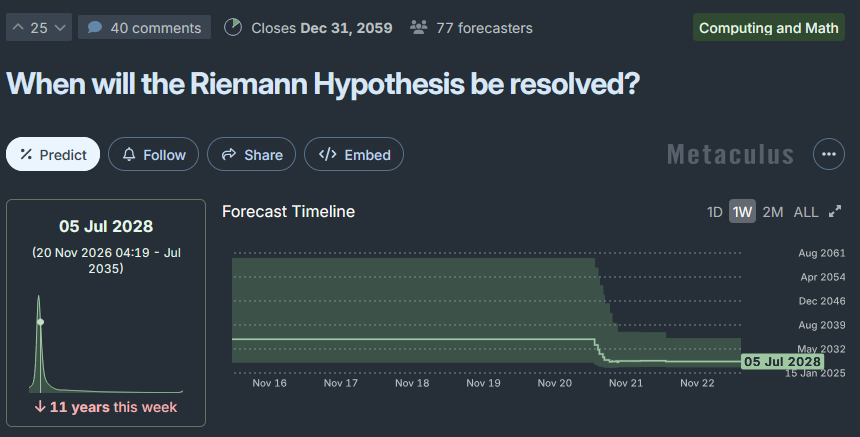 25
40 comments
Closes Dec 31, 2059
77 forecasters
Computing and Math
When will the Riemann Hypothesis be resolved?
Predict
Follow
Share
Embed
Metaculus
05 Jul 2028
(20 Nov 2026 04:19 - Jul
2035)
↓ 11 years this week
Forecast Timeline
1D
1W
2M
ALL
Aug 2061
Apr 2054
Dec 2046
Aug 2039
May 2032
05 Jul 2028
15 Jan 2025
Nov 16
Nov 17
Nov 18
Nov 19
Nov 20
Nov 21
Nov 22